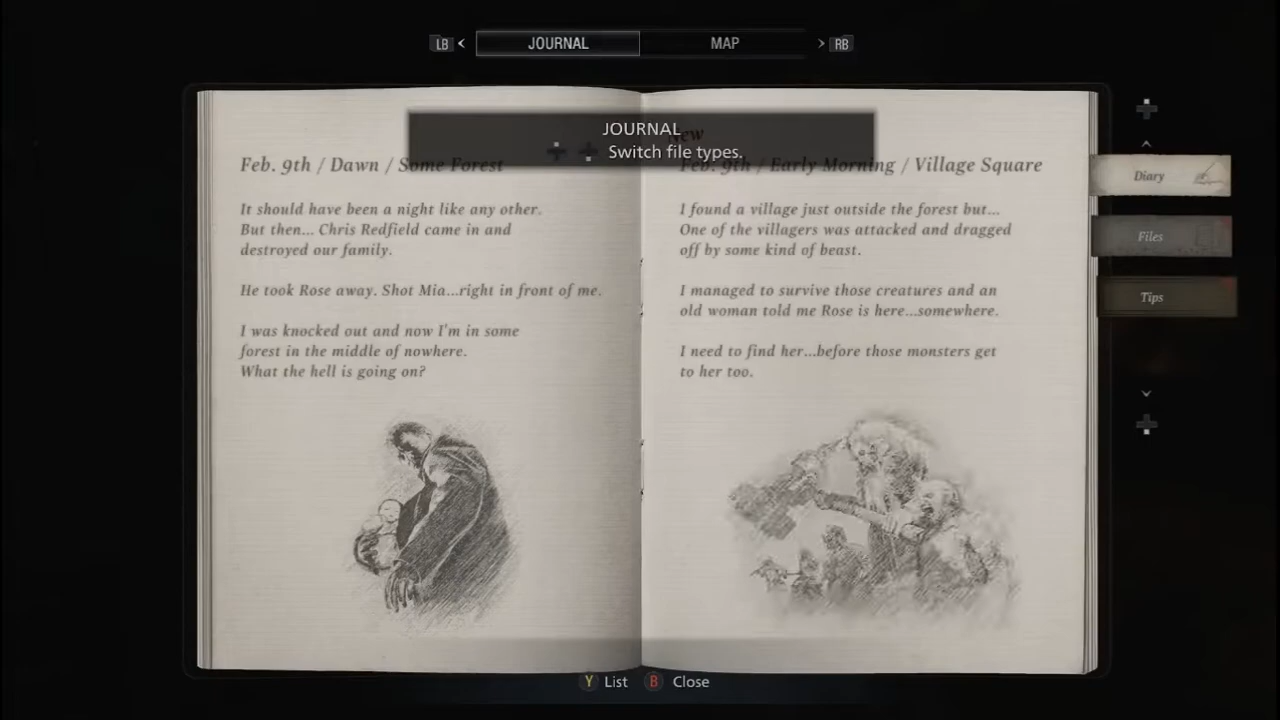 LB
JOURNAL
MAP
RB
JOURNAL
Switch file types.
New
Feb. 9th / Dawn / Some Forest
It should have been a night like any other.
But then... Chris Redfield came in and
destroyed our family.
He took Rose away. Shot Mia...right in front of me.
I was knocked out and now I'm in some
forest in the middle of nowhere.
What the hell is going on?
Feb. 9th / Early Morning / Village Square
I found a village just outside the forest but...
One of the villagers was attacked and dragged
off by some kind of beast.
I managed to survive those creatures and an
old woman told me Rose is here...somewhere.
I need to find her...before those monsters get
to her too.
Diary
Files
Tips
Y List B Close